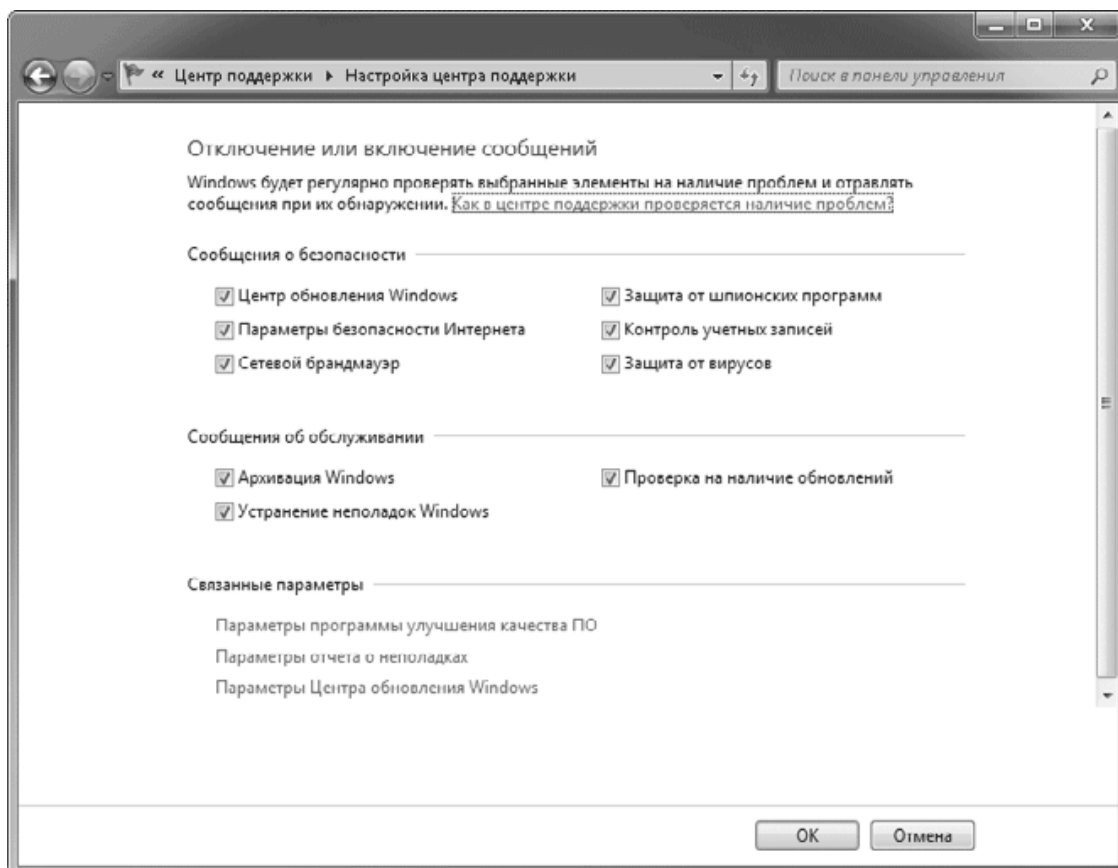 « Центр поддержки Настройка центра поддержки Поиск в панели управления
Отключение или включение сообщений
Windows будет регулярно проверять выбранные элементы на наличие проблем и отравлять
сообщения при их обнаружении. Как в центре поддержки проверяется наличие проблем?
Сообщения о безопасности
Центр обновления Windows Защита от шпионских программ
Параметры безопасности Интернета Контроль учетных записей
Сетевой брандмауэр Защита от вирусов
Сообщения об обслуживании
Архивация Windows Проверка на наличие обновлений
Устранение неполадок Windows
Связанные параметры
Параметры программы улучшения качества ПО
Параметры отчета о неполадках
Параметры Центра обновления Windows
OK Отмена